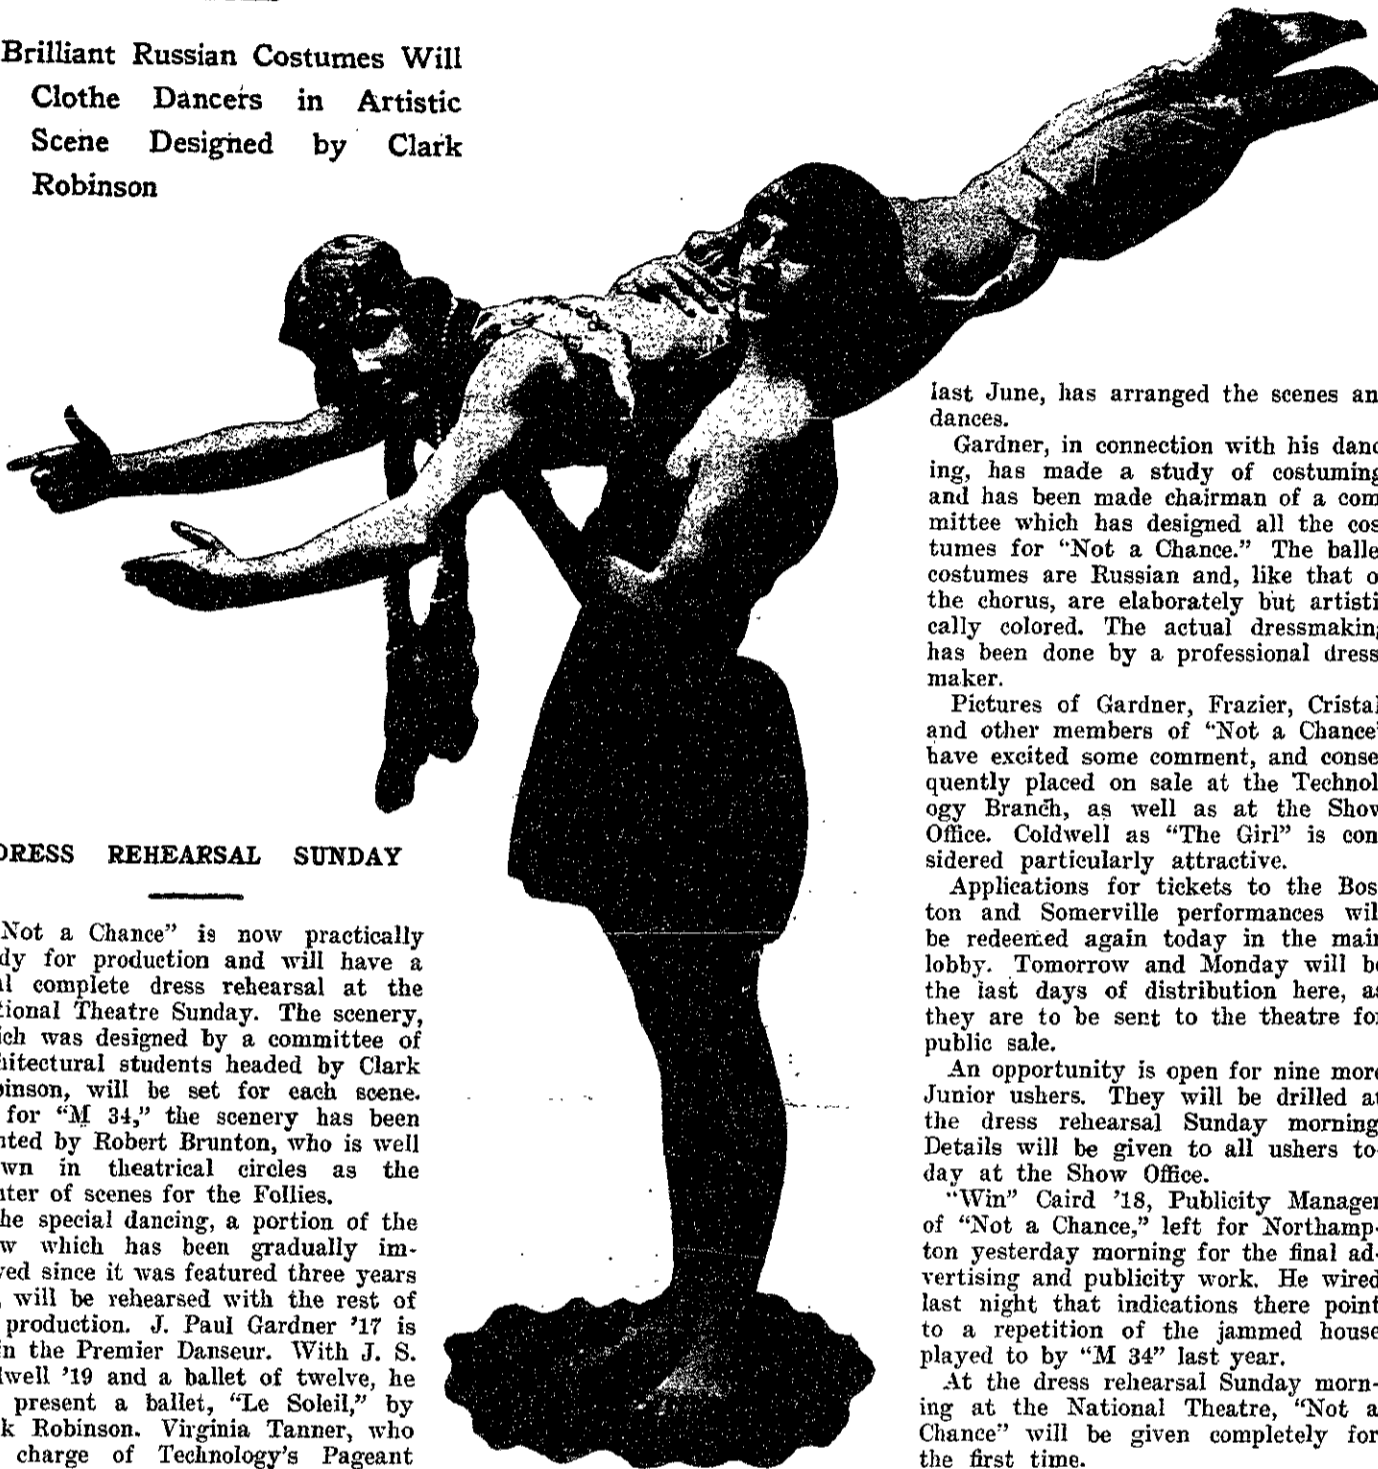 Brilliant Russian Costumes Will
Clothe Dancers in Artistic
Scene Designed by Clark
Robinson
DRESS REHEARSAL SUNDAY
Not a Chance” is now practically
dy for production and will have a
l complete dress rehearsal at the
tional Theatre Sunday. The scenery,
ich was designed by a committee of
hitectural students headed by Clark
binson, will be set for each scene.
for “M 34,” the scenery has been
nted by Robert Brunton, who is well
wn in theatrical circles as the
nter of scenes for the Follies.
he special dancing, a portion of the
w which has been gradually im-
ved since it was featured three years
, will be rehearsed with the rest of
production. J. Paul Gardner ’17 is
in the Premier Danseur. With J. S.
dwell ’19 and a ballet of twelve, he
present a ballet, “Le Soleil,” by
k Robinson. Virginia Tanner, who
charge of Technology’s Pageant
last June, has arranged the scenes an
dances.
Gardner, in connection with his danc
ing, has made a study of costuming
and has been made chairman of a com
mittee which has designed all the cos
tumes for “Not a Chance.” The balle
costumes are Russian and, like that o
the chorus, are elaborately but artisti
cally colored. The actual dressmaking
has been done by a professional dress
maker.
Pictures of Gardner, Frazier, Cristal
and other members of “Not a Chance”
have excited some comment, and conse
quently placed on sale at the Technol
ogy Branch, as well as at the Show
Office. Coldwell as “The Girl” is con
sidered particularly attractive.
Applications for tickets to the Bos
ton and Somerville performances wil
be redeemed again today in the main
lobby. Tomorrow and Monday will be
the last days of distribution here, as
they are to be sent to the theatre for
public sale.
An opportunity is open for nine more
Junior ushers. They will be drilled at
the dress rehearsal Sunday morning
Details will be given to all ushers to-
day at the Show Office.
“Win” Caird ’18, Publicity Manager
of “Not a Chance,” left for Northamp-
ton yesterday morning for the final ad-
vertising and publicity work. He wired
last night that indications there point
to a repetition of the jammed house
played to by “M 34” last year.
At the dress rehearsal Sunday morn-
ing at the National Theatre, “Not a
Chance” will be given completely for
the first time.